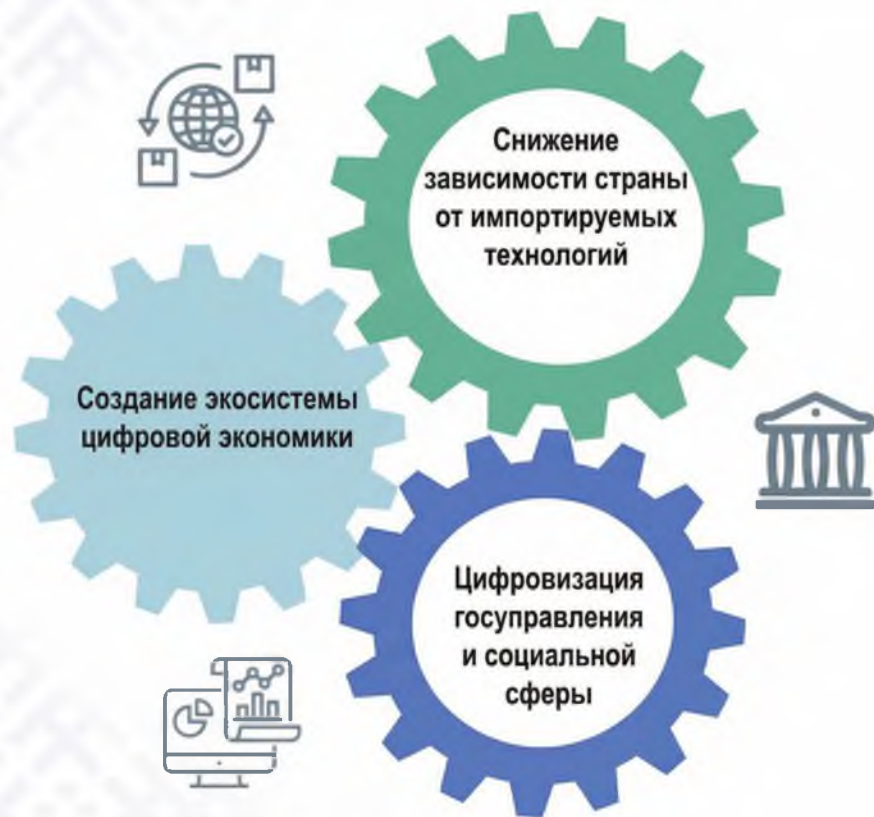 Снижение
зависимости страны
от импортируемых
технологий
Создание экосистемы
цифровой экономики
Цифровизация
госуправления
и социальной
сферы